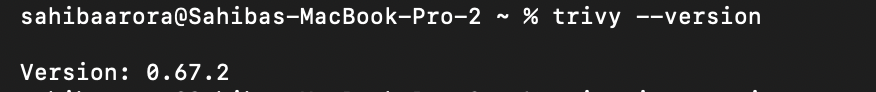 sahibaarora@Sahibas-MacBook-Pro-2 ~ % trivy --version
Version: 0.67.2